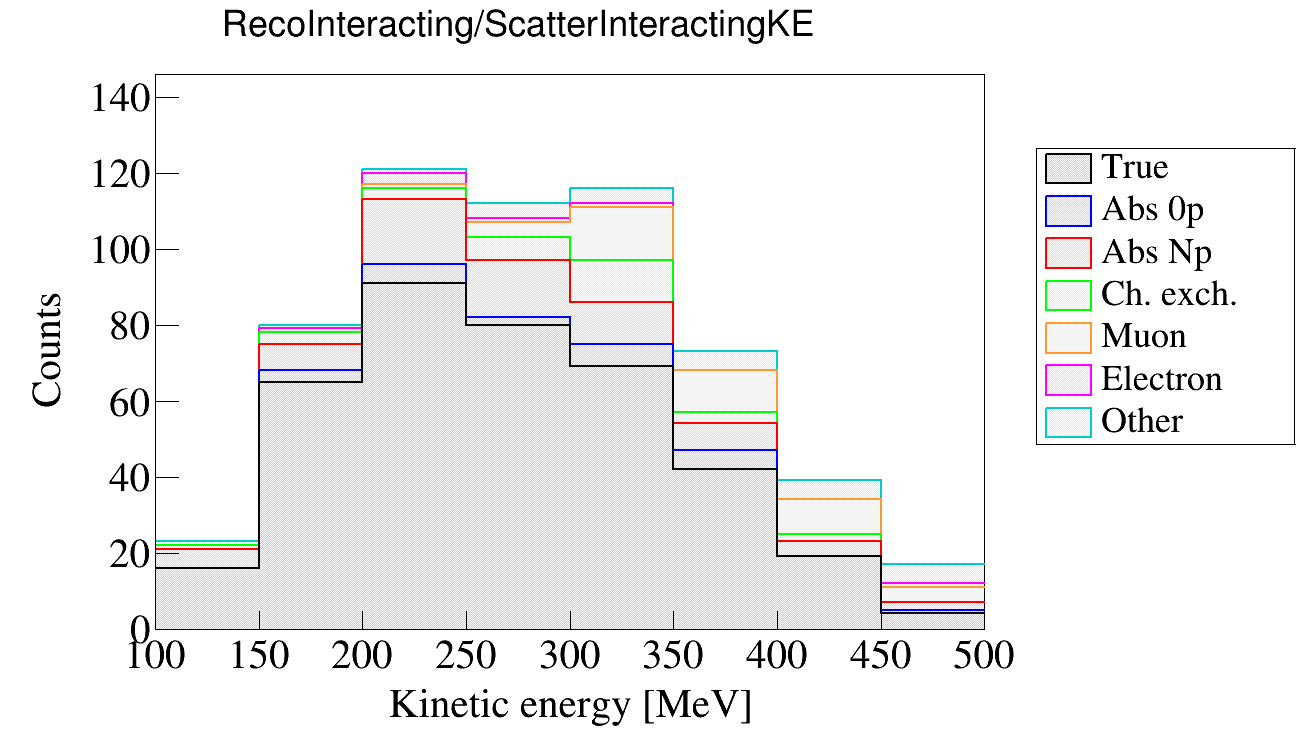 RecoInteracting/ScatterInteractingKE
140
120
100
80
60
40
20
0
Counts
100 150 200 250 300 350 400 450 500
Kinetic energy [MeV]
True
Abs 0p
Abs Np
Ch. exch.
Muon
Electron
Other